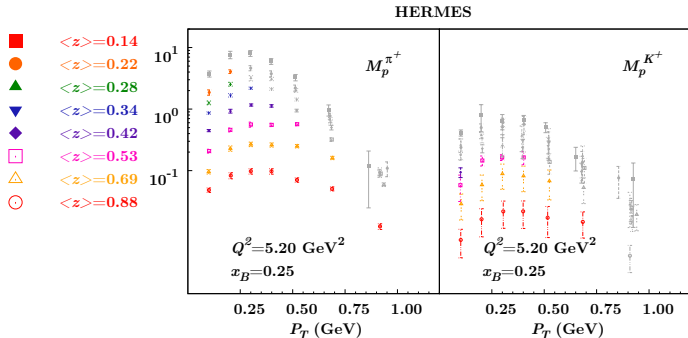 HERMES
<z>=0.14
<z>=0.22
<z>=0.28
<z>=0.34
<z>=0.42
<z>=0.53
<z>=0.69
<z>=0.88
10¹
10⁰
10⁻¹
M_p^{π⁺}
Q²=5.20 GeV²
x_B=0.25
M_p^{K⁺}
Q²=5.20 GeV²
x_B=0.25
0.25 0.50 0.75 1.00
0.25 0.50 0.75 1.00
P_T (GeV)
P_T (GeV)